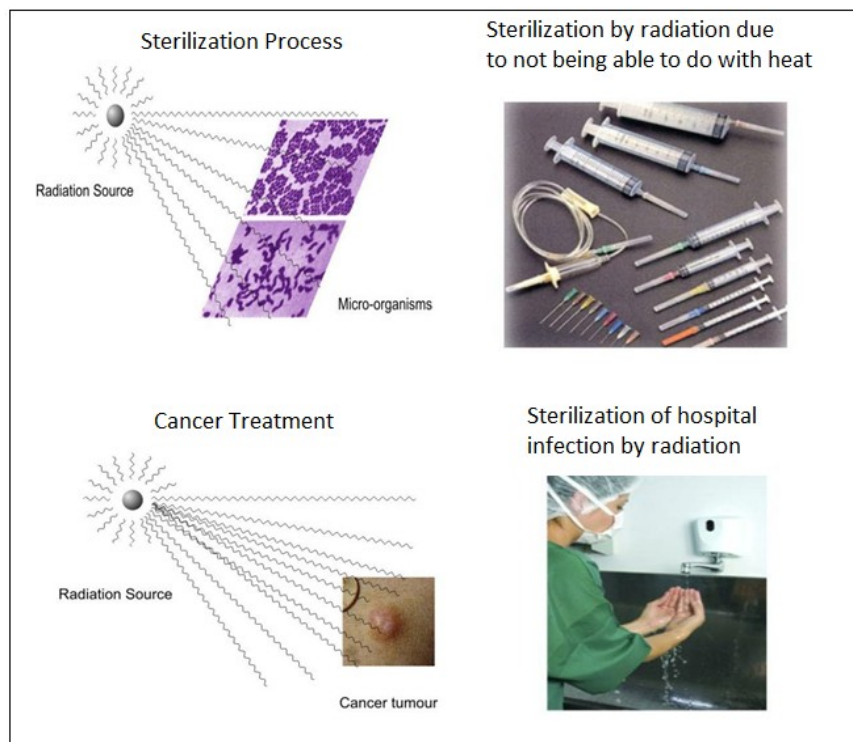 Sterilization Process
Sterilization by radiation due
to not being able to do with heat
Radiation Source
Micro-organisms
Cancer Treatment
Sterilization of hospital
infection by radiation
Radiation Source
Cancer tumour